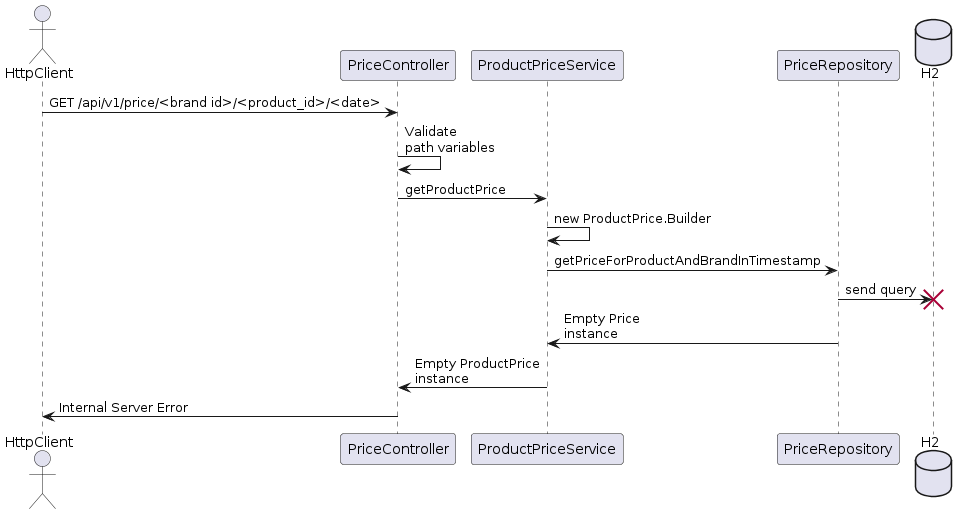 HttpClient
PriceController
ProductPriceService
PriceRepository
H2
GET /api/v1/price/<brand id>/<product_id>/<date>
Validate
path variables
getProductPrice
new ProductPrice.Builder
getPriceForProductAndBrandInTimestamp
send query
Empty Price
instance
Empty ProductPrice
instance
Internal Server Error
HttpClient
PriceController
ProductPriceService
PriceRepository
H2